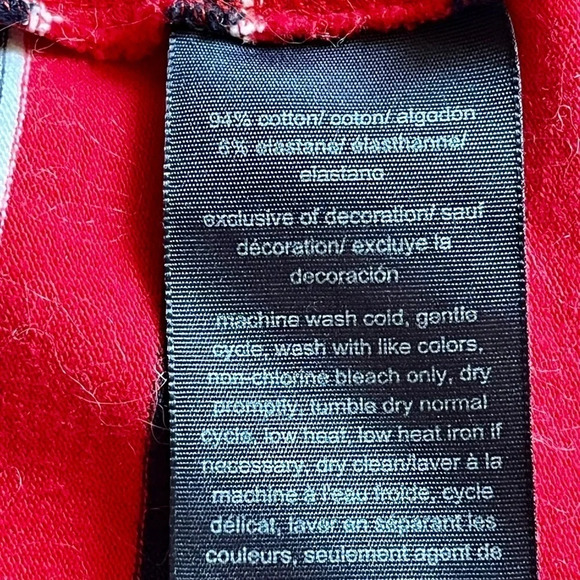 94% cotton/ coton/ algodón
6% elastane/ élasthanne/
elastano
exclusive of decoration/ sauf
décoration/ excluye la
decoración
machine wash cold, gentle
cycle, wash with like colors,
non-chlorine bleach only, dry
promptly, tumble dry normal
cycle, low heat, low heat iron if
necessary, dry clean/laver à la
machine à l'eau froide, cycle
délicat, laver en séparant les
couleurs, seulement agent de